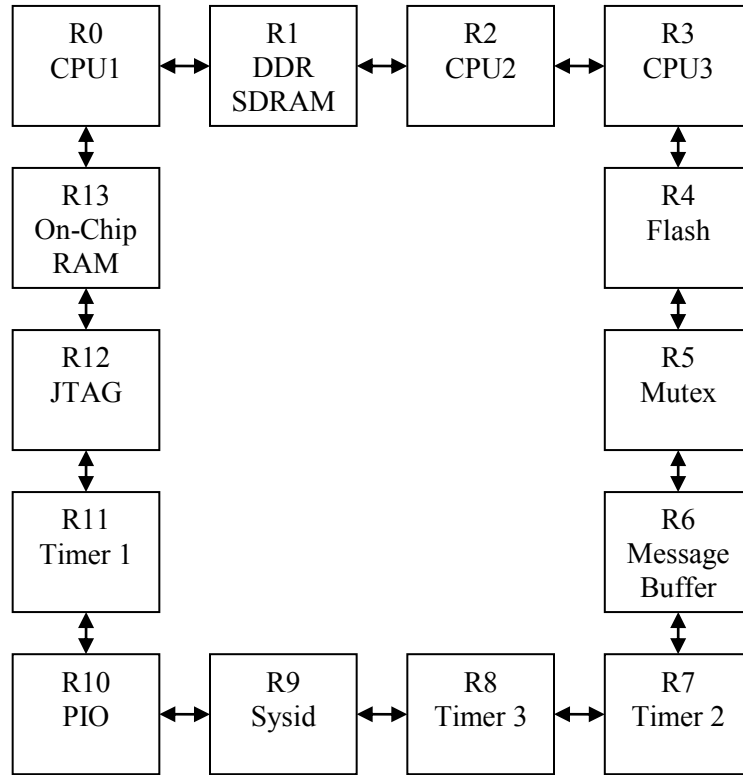 R0
CPU1
R1
DDR
SDRAM
R2
CPU2
R3
CPU3
R13
On-Chip
RAM
R4
Flash
R12
JTAG
R5
Mutex
R11
Timer 1
R6
Message
Buffer
R10
PIO
R9
Sysid
R8
Timer 3
R7
Timer 2